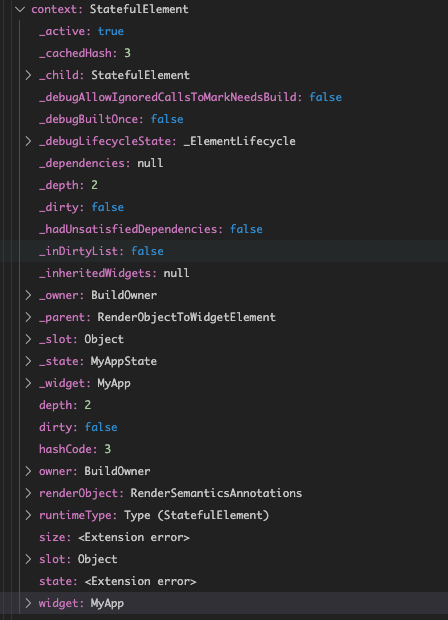 context: StatefulElement
_active: true
_cachedHash: 3
_child: StatefulElement
_debugAllowIgnoredCallsToMarkNeedsBuild: false
_debugBuiltOnce: false
_debugLifecycleState: _ElementLifecycle
_dependencies: null
_depth: 2
_dirty: false
_hadUnsatisfiedDependencies: false
_inDirtyList: false
_inheritedWidgets: null
_owner: BuildOwner
_parent: RenderObjectToWidgetElement
_slot: Object
_state: MyAppState
_widget: MyApp
depth: 2
dirty: false
hashCode: 3
owner: BuildOwner
renderObject: RenderSemanticsAnnotations
runtimeType: Type (StatefulElement)
size: <Extension error>
slot: Object
state: <Extension error>
widget: MyApp